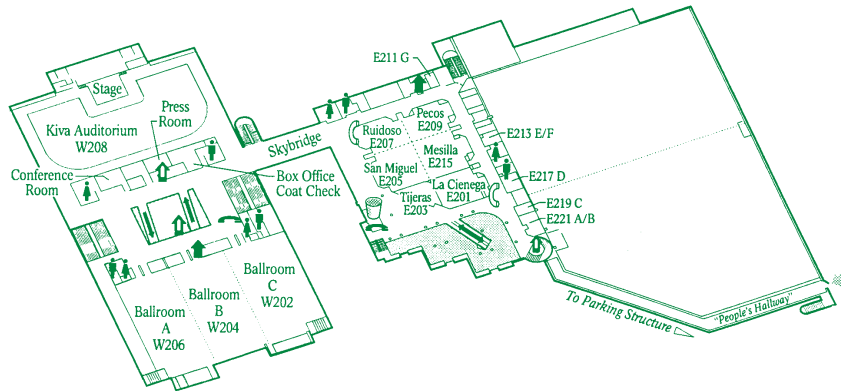 Stage
Kiva Auditorium
W208
Press
Room
Conference
Room
Box Office
Coat Check
Skybridge
E211 G
Ruidoso
E207
Pecos
E209
Mesilla
E215
San Miguel
E205
La Cienega
E201
Tijeras
E203
E213 E/F
E217 D
E219 C
E221 A/B
Ballroom
A
W206
Ballroom
B
W204
Ballroom
C
W202
To Parking Structure
"People's Hallway"